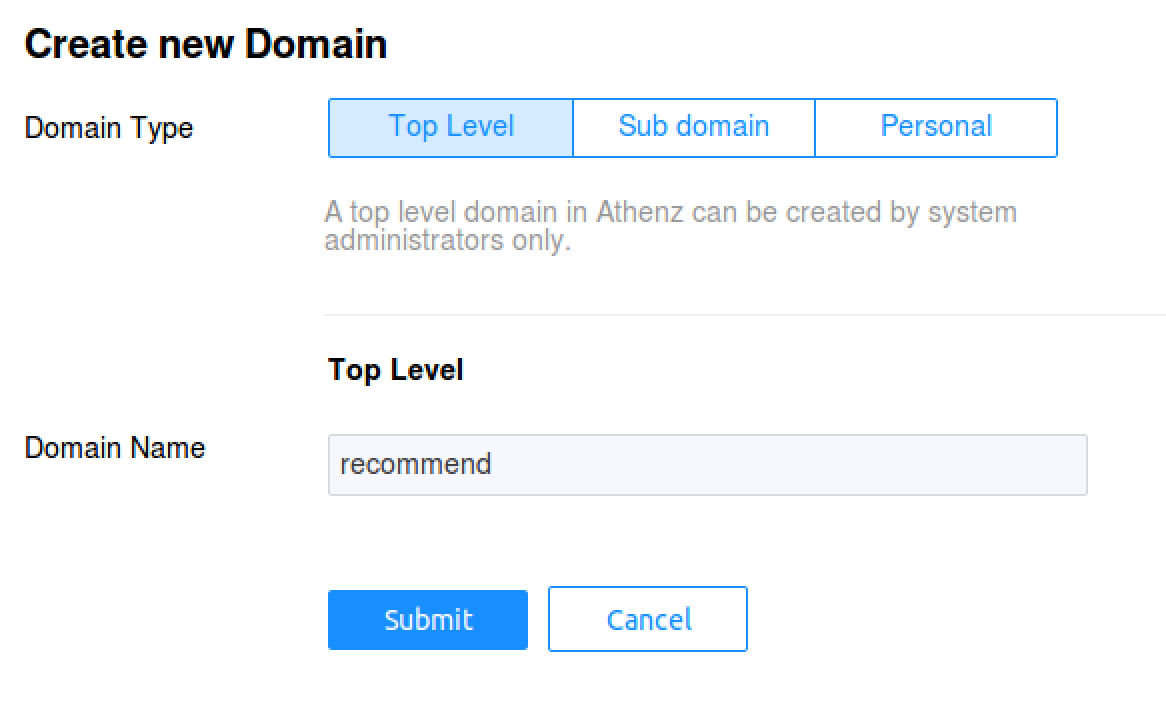 Create new Domain
Domain Type
Top Level
Sub domain
Personal
A top level domain in Athenz can be created by system
administrators only.
Top Level
Domain Name
recommend
Submit
Cancel